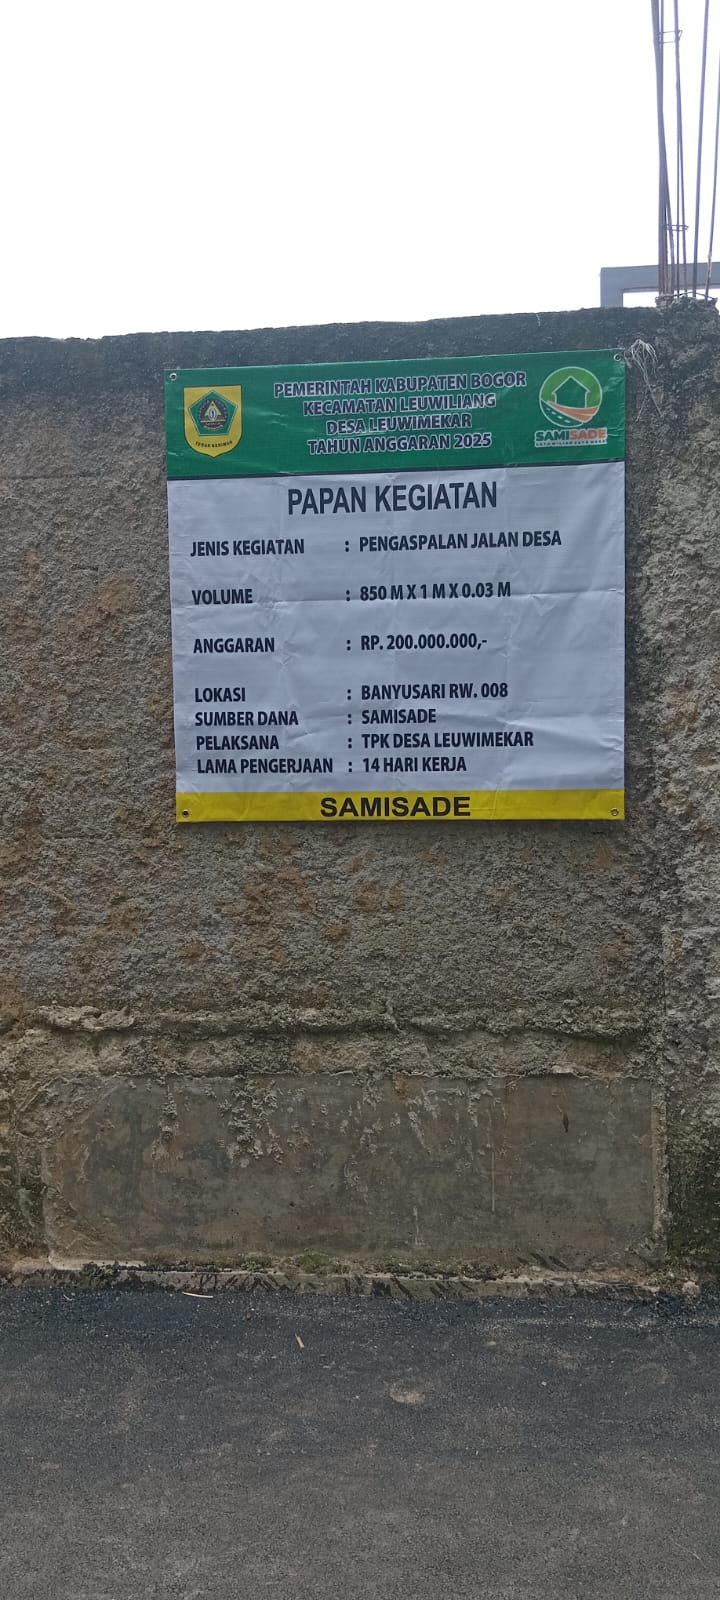 PEMERINTAH KABUPATEN BOGOR
KECAMATAN LEUWILIANG
DESA LEUWIMEKAR
TAHUN ANGGARAN 2025
TEGAR BERIMAN
SAMISADE
PAPAN KEGIATAN
JENIS KEGIATAN : PENGASPALAN JALAN DESA
VOLUME : 850 M X 1 M X 0.03 M
ANGGARAN : RP. 200.000.000,-
LOKASI : BANYUSARI RW. 008
SUMBER DANA : SAMISADE
PELAKSANA : TPK DESA LEUWIMEKAR
LAMA PENGERJAAN : 14 HARI KERJA
SAMISADE